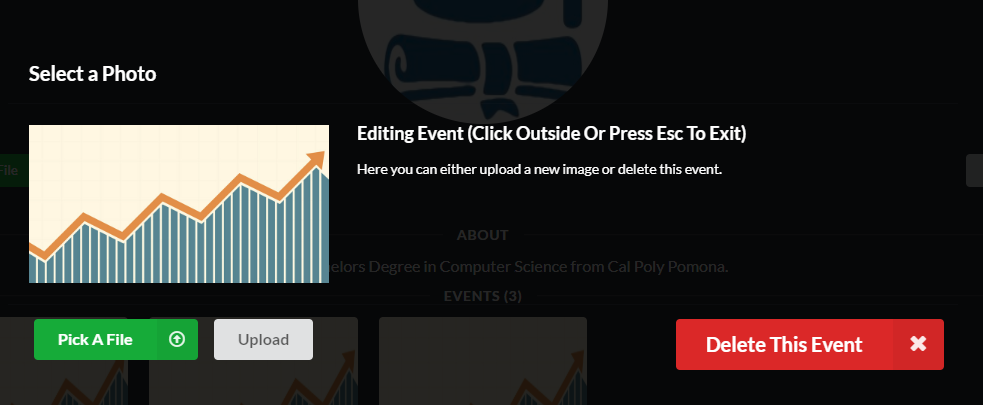 Select a Photo
Editing Event (Click Outside Or Press Esc To Exit)
Here you can either upload a new image or delete this event.
File
ABOUT
Degree in Computer Science from Cal Poly Pomona.
EVENTS (3)
Pick A File
Upload
Delete This Event